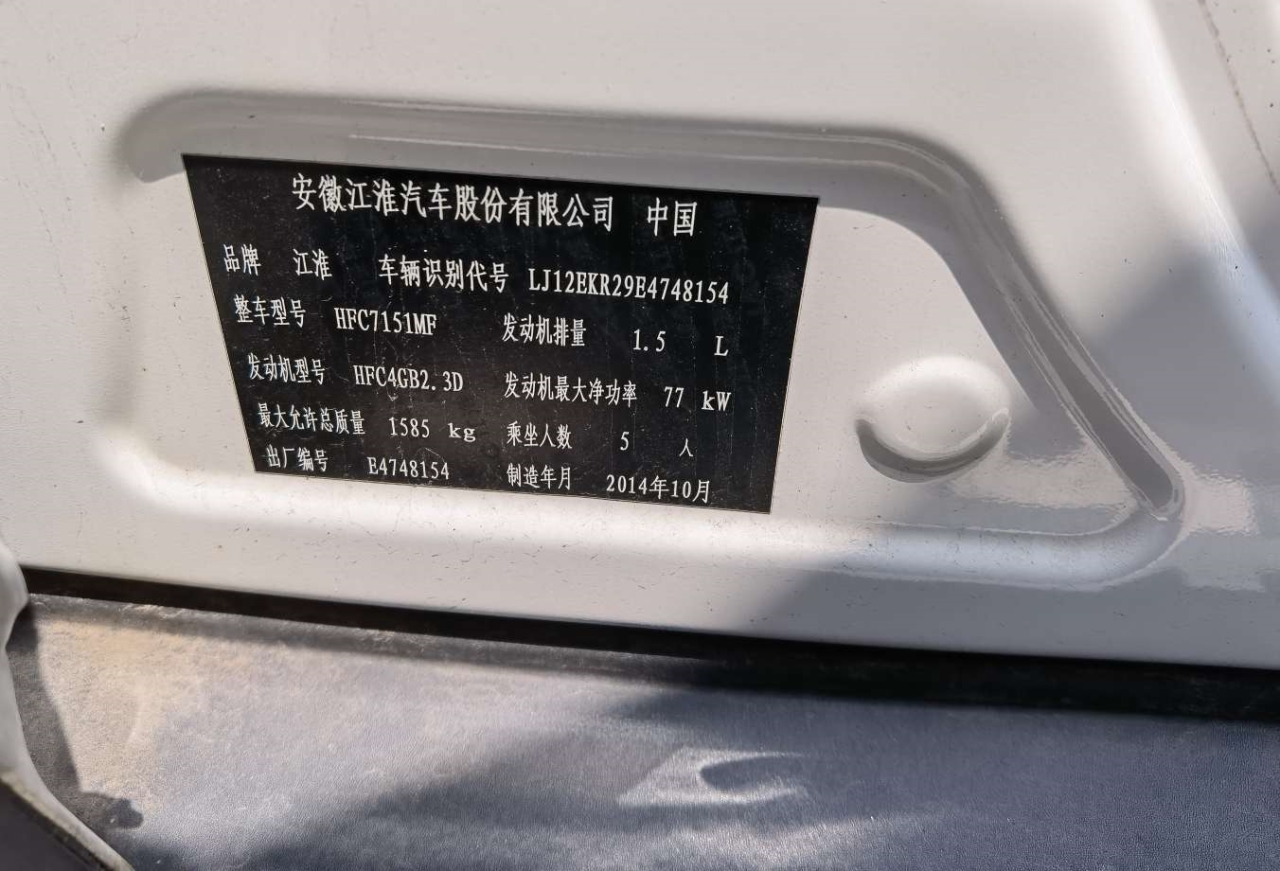 安徽江淮汽车股份有限公司 中国
品牌 江淮 车辆识别代号 LJ12EKR29E4748154
整车型号 HFC7151MF 发动机排量 1.5 L
发动机型号 HFC4GB2.3D 发动机最大净功率 77 kW
最大允许总质量 1585 kg 乘坐人数 5 人
出厂编号 E4748154 制造年月 2014年10月